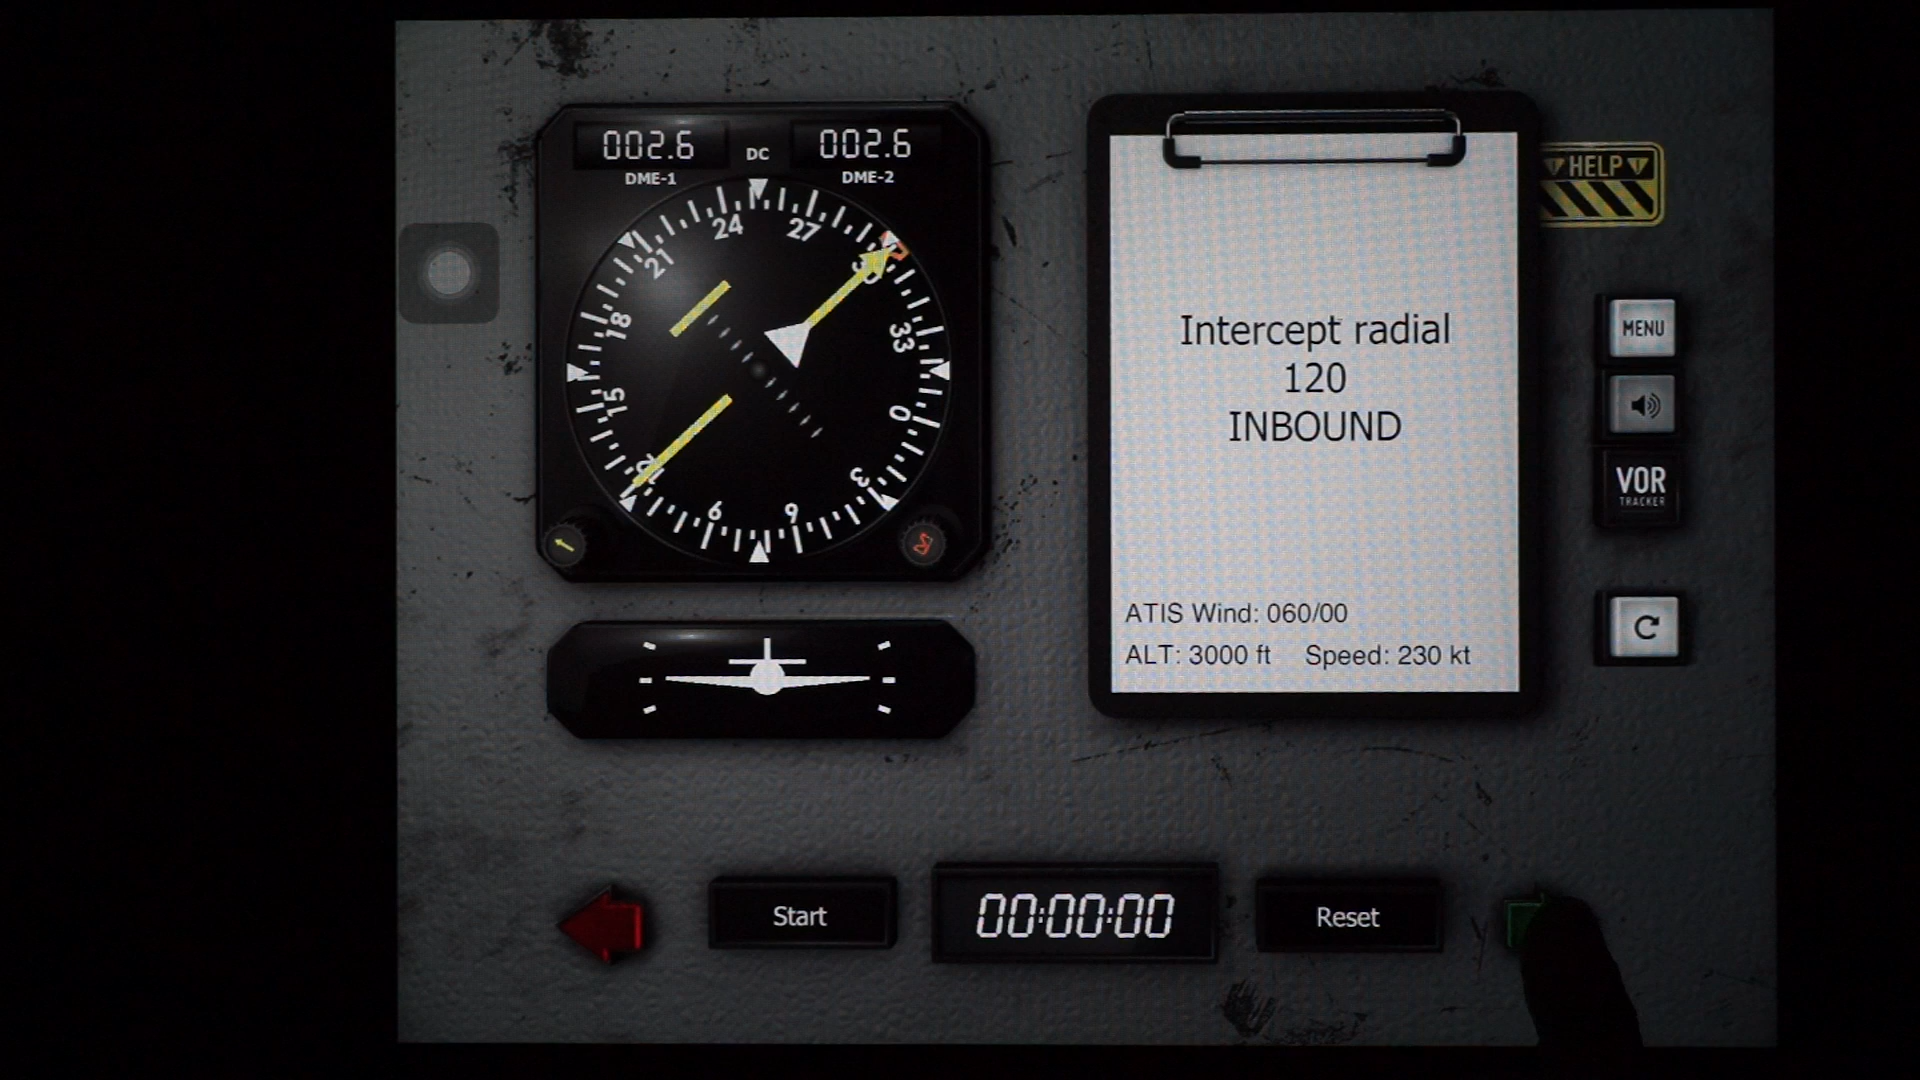 002.6
DC
002.6
DME-1
DME-2
24
27
21
30
18
33
15
0
12
3
9
6
Intercept radial
120
INBOUND
ATIS Wind: 060/00
ALT: 3000 ft Speed: 230 kt
HELP
MENU
VOR
TRACKER
Start
00:00:00
Reset